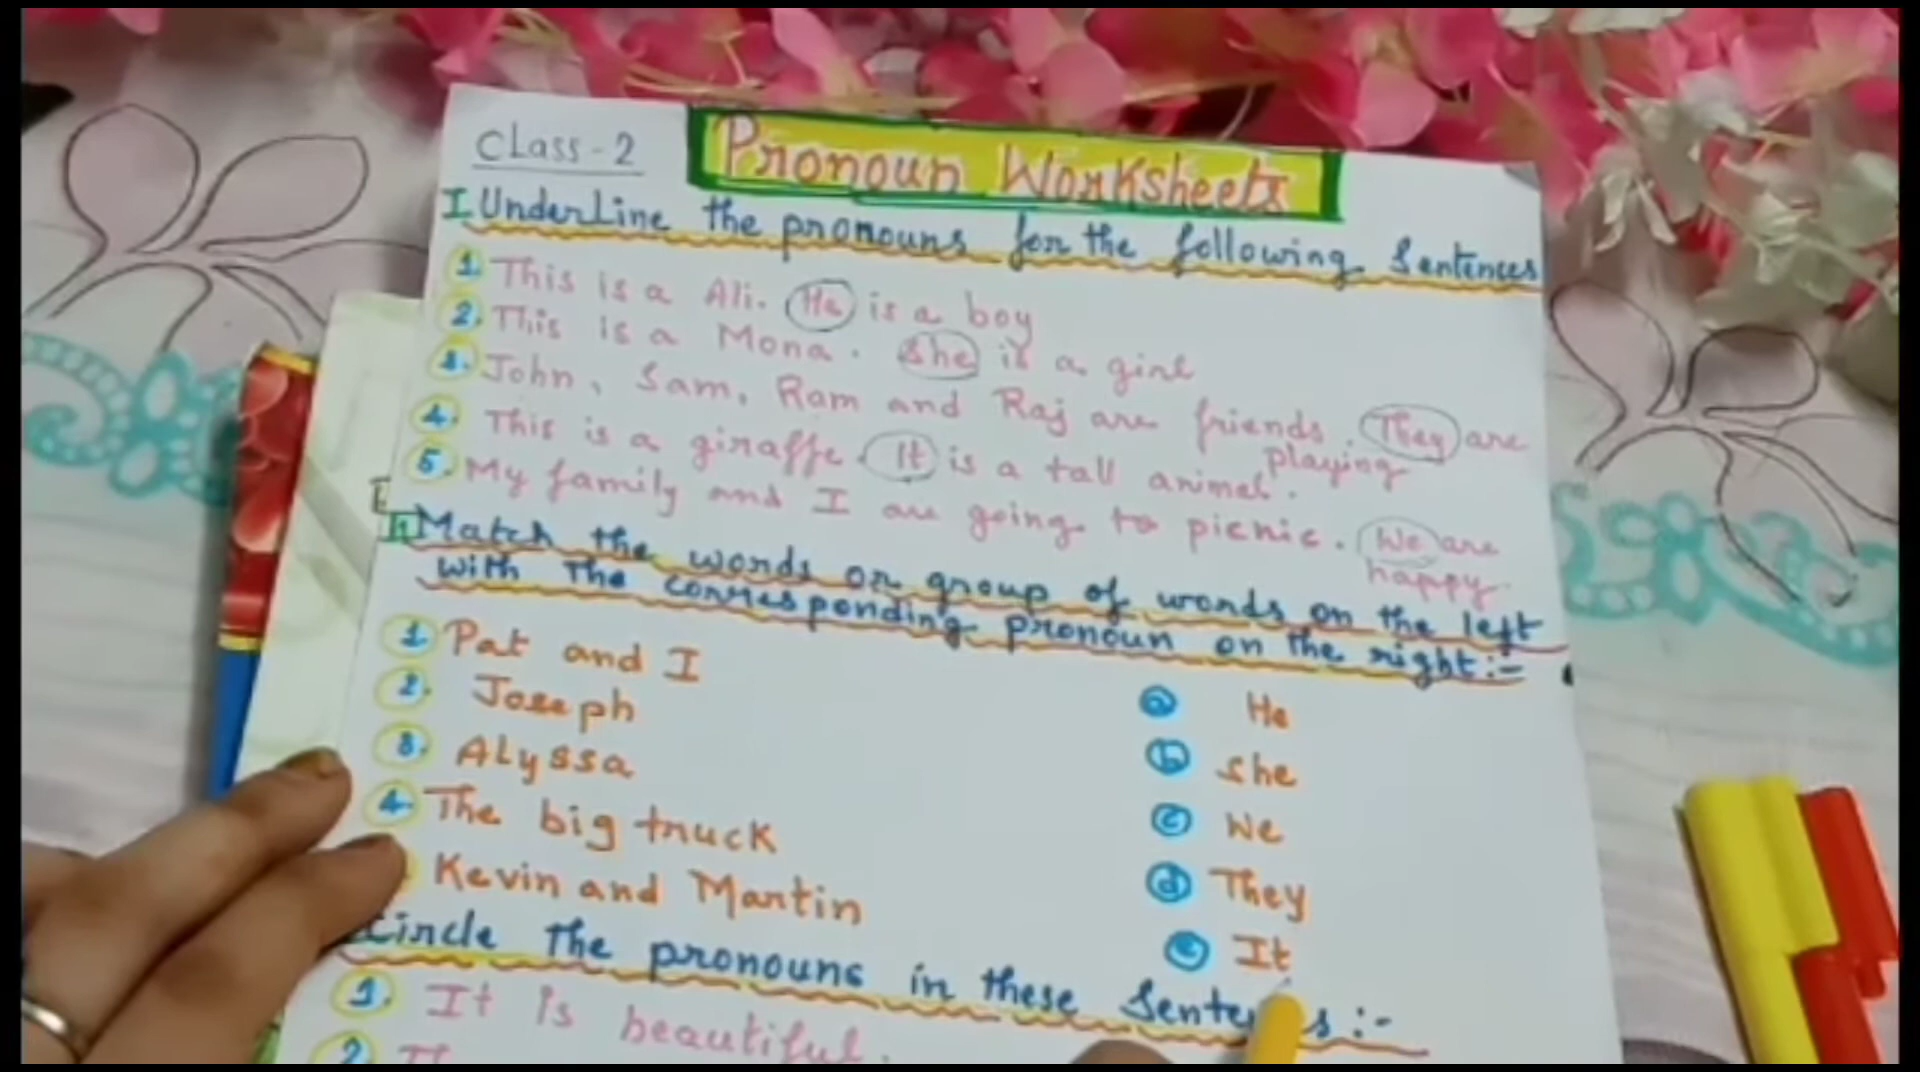 Class-2
Pronoun Worksheets
I Underline the pronouns for the following Sentences
1. This is a Ali. He is a boy
2. This is a Mona. She is a girl
3. John, Sam, Ram and Raj are friends. They are
playing
4. This is a giraffe. It is a tall animal.
5. My family and I are going to picnic. We are
happy.
II Match the words or group of words on the left
with the corresponding pronoun on the right:-
1 Pat and I
2. Joseph
a He
3. Alyssa
b She
4. The big truck
c We
Kevin and Martin
d They
e It
Circle the pronouns in these
1. It is beautiful.
2